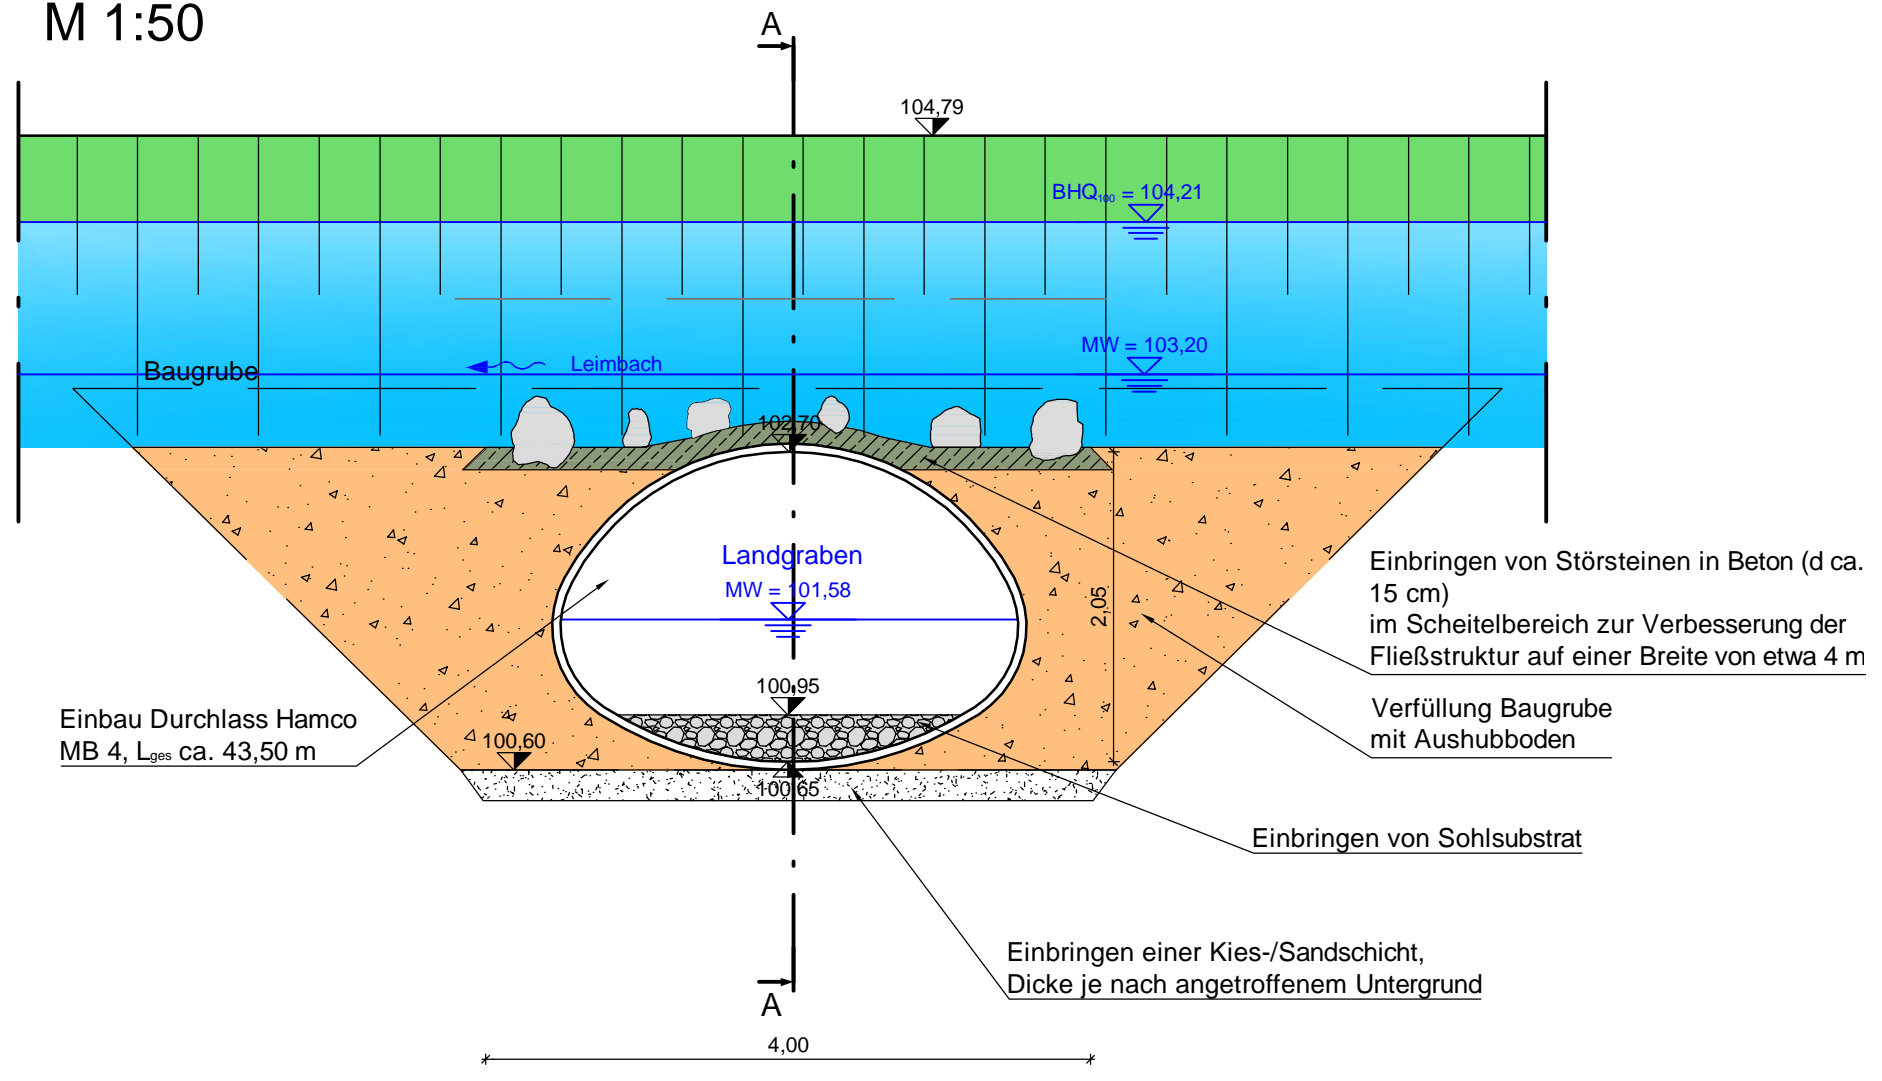 M 1:50
A
104,79
BHQ₁₀₀ = 104,21
MW = 103,20
Leimbach
Baugrube
102,70
Landgraben
MW = 101,58
2,05
Einbringen von Störsteinen in Beton (d ca.
15 cm)
im Scheitelbereich zur Verbesserung der
Fließstruktur auf einer Breite von etwa 4 m
100,95
Verfüllung Baugrube
mit Aushubboden
Einbau Durchlass Hamco
MB 4, Lges ca. 43,50 m
100,60
100,65
Einbringen von Sohlsubstrat
Einbringen einer Kies-/Sandschicht,
Dicke je nach angetroffenem Untergrund
A
4,00